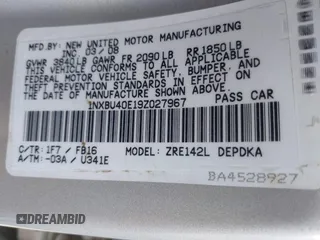 MFD.BY: NEW UNITED MOTOR MANUFACTURING
INC 03/08
GVWR 3640LB GAWR FR 2090LB RR 1850LB
THIS VEHICLE CONFORMS TO ALL APPLICABLE
FEDERAL MOTOR VEHICLE SAFETY, BUMPER, AND
THEFT PREVENTION STANDARDS IN EFFECT ON
THE DATE OF MANUFACTURE SHOWN ABOVE.
1NXBU40E19Z027967
PASS. CAR
C/TR: 1F7 / FB16 MODEL: ZRE142L DEPDKA
A/TM: -03A / U341E
BA4528927
DREAMBID